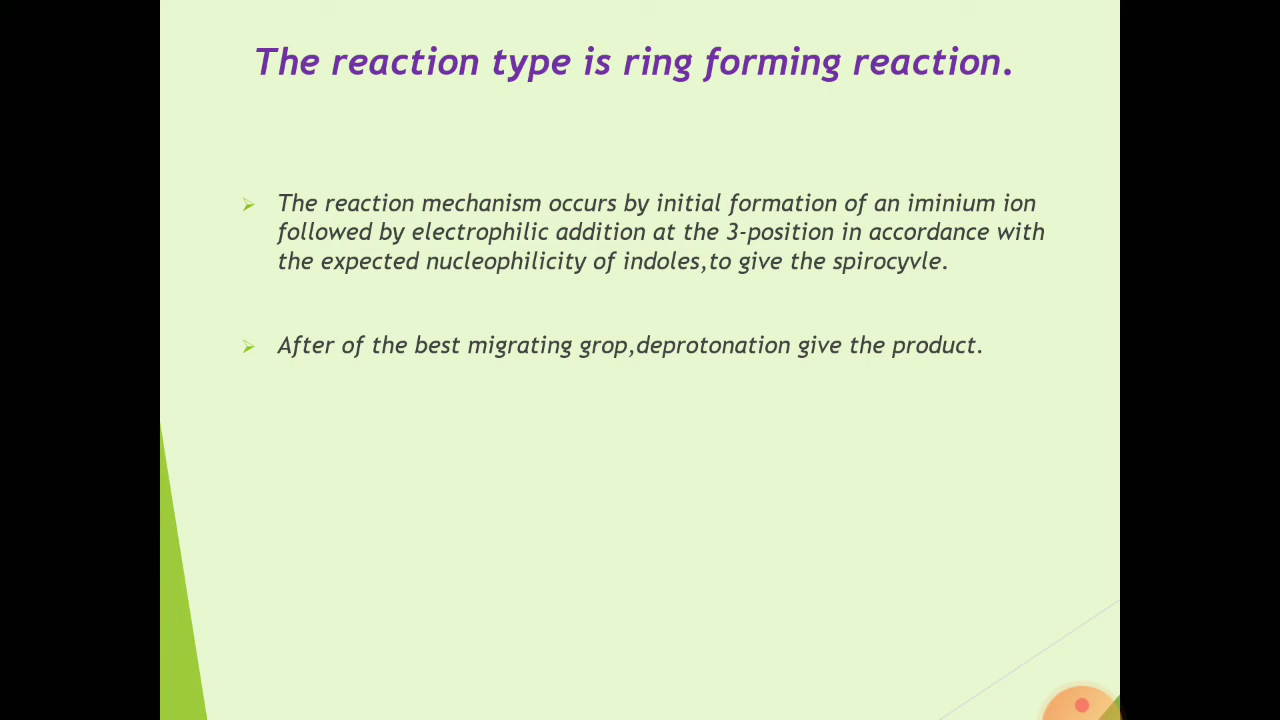 The reaction type is ring forming reaction.
The reaction mechanism occurs by initial formation of an iminium ion
followed by electrophilic addition at the 3-position in accordance with
the expected nucleophilicity of indoles,to give the spirocyvle.
After of the best migrating grop,deprotonation give the product.